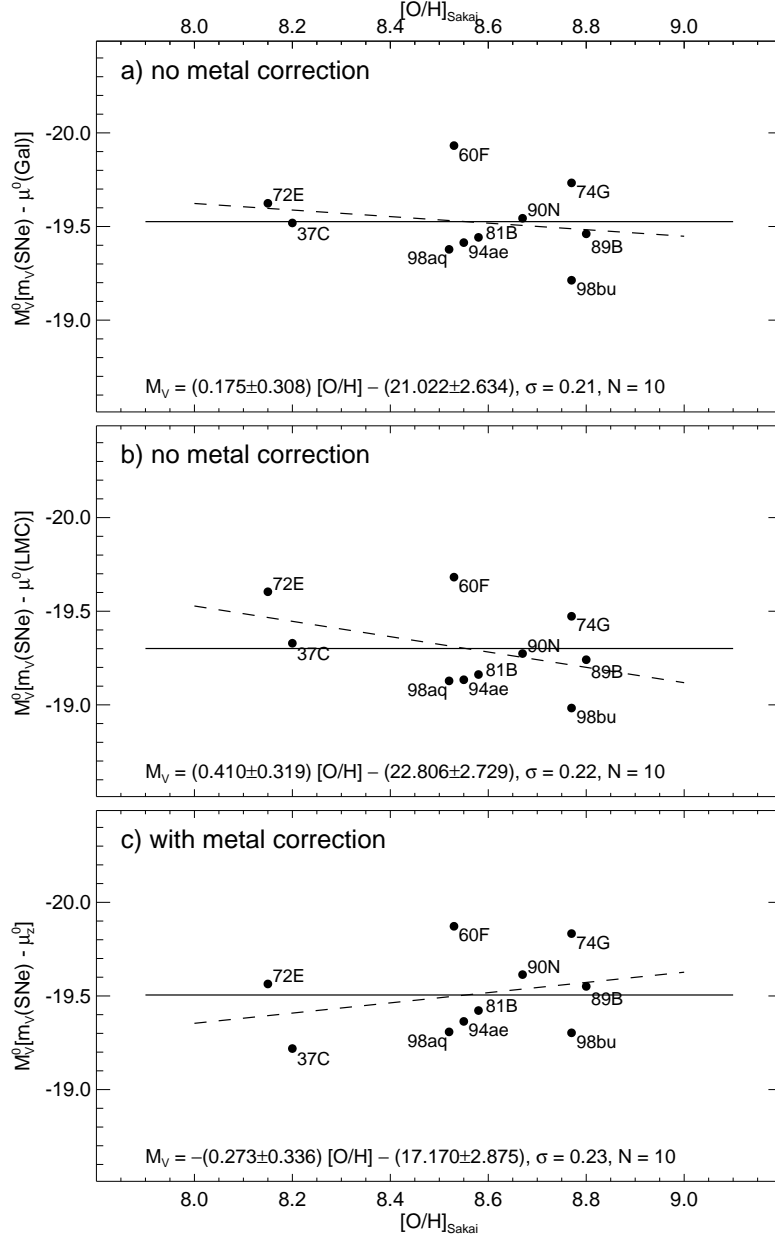 [O/H]Sakai
8.0 8.2 8.4 8.6 8.8 9.0
a) no metal correction
-20.0
-19.5
-19.0
M⁰V[mV(SNe) - μ⁰(Gal)]
60F
74G
72E
90N
37C
81B
89B
98aq
94ae
98bu
MV = (0.175±0.308) [O/H] – (21.022±2.634), σ = 0.21, N = 10
b) no metal correction
-20.0
-19.5
-19.0
M⁰V[mV(SNe) - μ⁰(LMC)]
60F
72E
74G
37C
90N
81B
89B
98aq
94ae
98bu
MV = (0.410±0.319) [O/H] – (22.806±2.729), σ = 0.22, N = 10
c) with metal correction
-20.0
-19.5
-19.0
M⁰V[mV(SNe) - μ⁰z]
60F
74G
72E
90N
89B
81B
98aq
94ae
98bu
37C
MV = –(0.273±0.336) [O/H] – (17.170±2.875), σ = 0.23, N = 10
8.0 8.2 8.4 8.6 8.8 9.0
[O/H]Sakai